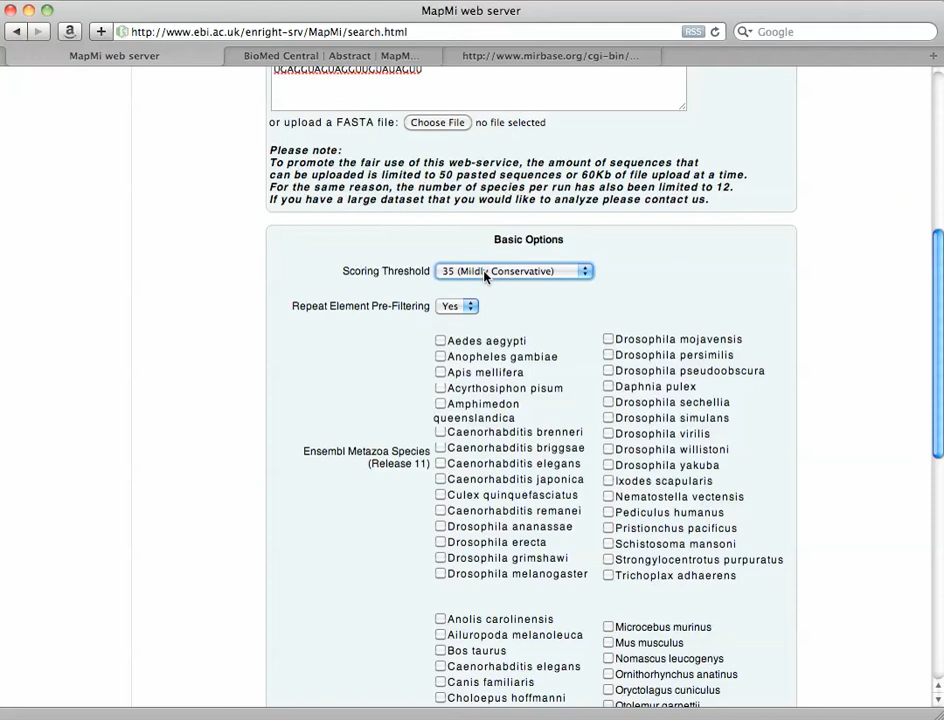 MapMi web server
http://www.ebi.ac.uk/enright-srv/MapMi/search.html
RSS
Google
MapMi web server
BioMed Central | Abstract | MapM...
http://www.mirbase.org/cgi-bin/...
UGAGGUAGUAGGUUGUAUAGUU
or upload a FASTA file: Choose File no file selected
Please note:
To promote the fair use of this web-service, the amount of sequences that
can be uploaded is limited to 50 pasted sequences or 60Kb of file upload at a time.
For the same reason, the number of species per run has also been limited to 12.
If you have a large dataset that you would like to analyze please contact us.
Basic Options
Scoring Threshold 35 (Mildly Conservative)
Repeat Element Pre-Filtering Yes
Ensembl Metazoa Species
(Release 11)
Aedes aegypti
Anopheles gambiae
Apis mellifera
Acyrthosiphon pisum
Amphimedon
queenslandica
Caenorhabditis brenneri
Caenorhabditis briggsae
Caenorhabditis elegans
Caenorhabditis japonica
Culex quinquefasciatus
Caenorhabditis remanei
Drosophila ananassae
Drosophila erecta
Drosophila grimshawi
Drosophila melanogaster
Drosophila mojavensis
Drosophila persimilis
Drosophila pseudoobscura
Daphnia pulex
Drosophila sechellia
Drosophila simulans
Drosophila virilis
Drosophila willistoni
Drosophila yakuba
Ixodes scapularis
Nematostella vectensis
Pediculus humanus
Pristionchus pacificus
Schistosoma mansoni
Strongylocentrotus purpuratus
Trichoplax adhaerens
Anolis carolinensis
Ailuropoda melanoleuca
Bos taurus
Caenorhabditis elegans
Canis familiaris
Choloepus hoffmanni
Microcebus murinus
Mus musculus
Nomascus leucogenys
Ornithorhynchus anatinus
Oryctolagus cuniculus
Otolemur garnettii